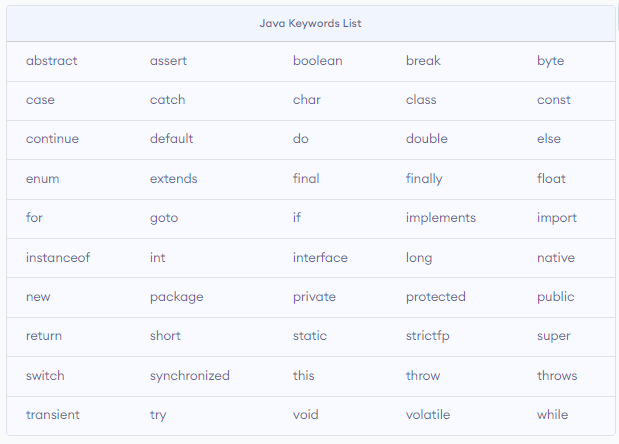 Java Keywords List
abstract assert boolean break byte
case catch char class const
continue default do double else
enum extends final finally float
for goto if implements import
instanceof int interface long native
new package private protected public
return short static strictfp super
switch synchronized this throw throws
transient try void volatile while